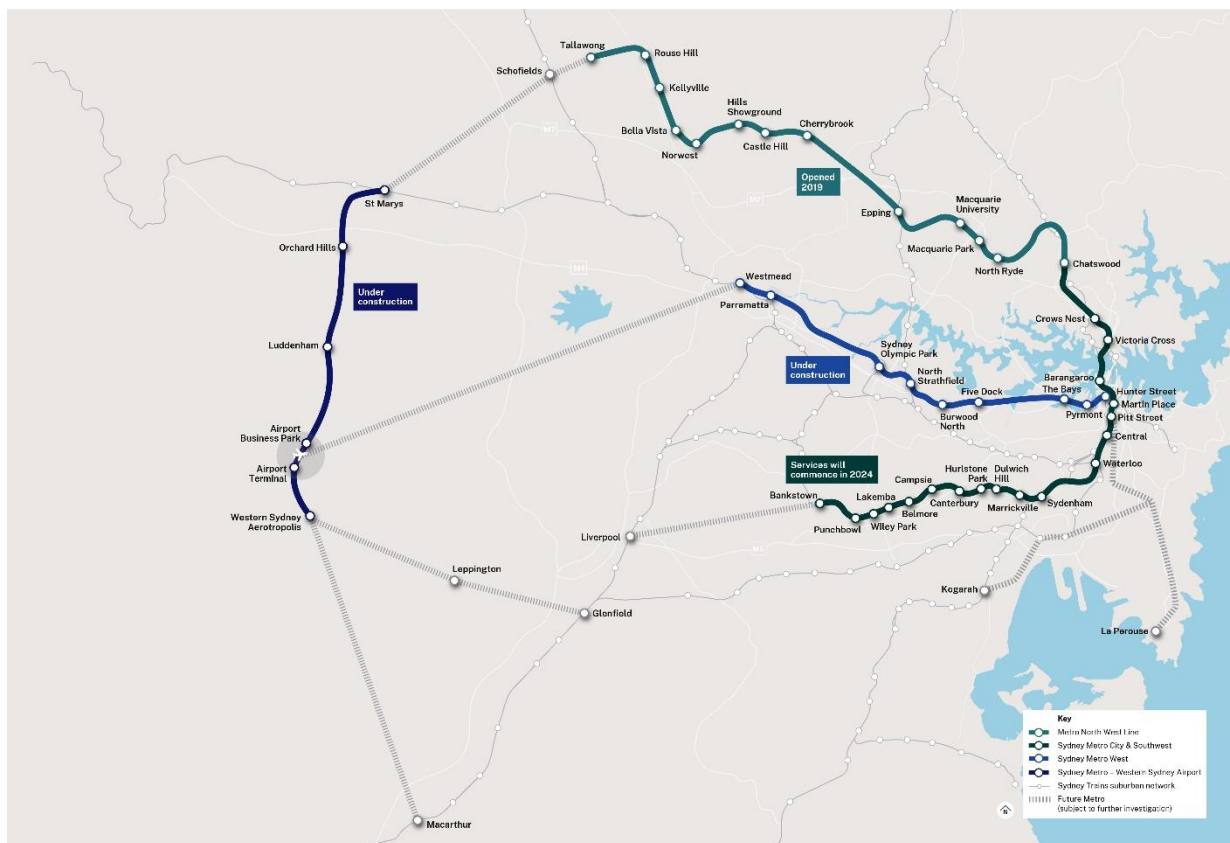 Tallawong
Rouse Hill
Schofields
Kellyville
Hills
Showground
Cherrybrook
M7
Bella Vista
Castle Hill
Norwest
Opened
2019
St Marys
M2
Macquarie
University
Epping
Orchard Hills
Macquarie Park
North Ryde
Chatswood
M4
Westmead
Under
construction
Parramatta
Crows Nest
Victoria Cross
Luddenham
Sydney
Olympic Park
Under
construction
North
Strathfield
Barangaroo
The Bays
Hunter Street
Five Dock
Martin Place
Burwood
North
Pyrmont
Pitt Street
Airport
Business Park
Central
Airport
Terminal
Services will
commence in 2024
Waterloo
Hurlstone
Park
Dulwich
Hill
Campsie
Bankstown
Lakemba
Canterbury
Sydenham
Belmore
Marrickville
Wiley Park
Punchbowl
Western Sydney
Aerotropolis
Liverpool
M5
Leppington
Kogarah
Glenfield
La Perouse
Key
Metro North West Line
Sydney Metro City & Southwest
Sydney Metro West
Sydney Metro – Western Sydney Airport
Sydney Trains suburban network
Future Metro
(subject to further investigation)
N
Macarthur